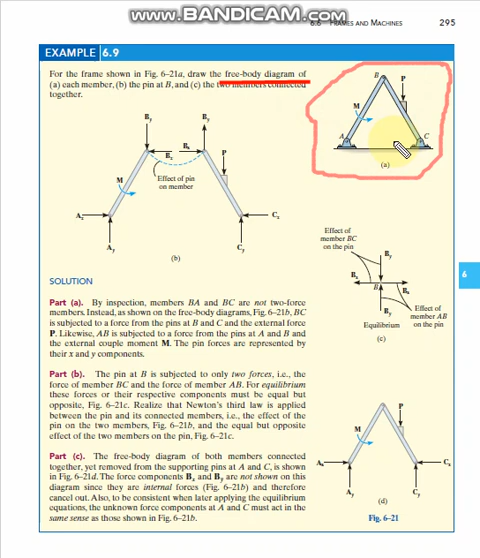 www.BANDICAM.com
6.6 FRAMES AND MACHINES 295
EXAMPLE 6.9
For the frame shown in Fig. 6–21a, draw the free-body diagram of
(a) each member, (b) the pin at B, and (c) the two members connected
together.
B P
M
A C
(a)
By By
Bx Bx
P
Effect of pin
on member
M
Ax Cx
Ay Cy
(b)
Effect of
member BC
on the pin
By
Bx B Bx
By
Effect of
member AB
on the pin
Equilibrium
(c)
6
SOLUTION
Part (a). By inspection, members BA and BC are not two-force
members. Instead, as shown on the free-body diagrams, Fig. 6–21b, BC
is subjected to a force from the pins at B and C and the external force
P. Likewise, AB is subjected to a force from the pins at A and B and
the external couple moment M. The pin forces are represented by
their x and y components.
Part (b). The pin at B is subjected to only two forces, i.e., the
force of member BC and the force of member AB. For equilibrium
these forces or their respective components must be equal but
opposite, Fig. 6–21c. Realize that Newton's third law is applied
between the pin and its connected members, i.e., the effect of the
pin on the two members, Fig. 6–21b, and the equal but opposite
effect of the two members on the pin, Fig. 6–21c.
Part (c). The free-body diagram of both members connected
together, yet removed from the supporting pins at A and C, is shown
in Fig. 6–21d. The force components Bx and By are not shown on this
diagram since they are internal forces (Fig. 6–21b) and therefore
cancel out. Also, to be consistent when later applying the equilibrium
equations, the unknown force components at A and C must act in the
same sense as those shown in Fig. 6–21b.
P
M
Ax Cx
Ay Cy
(d)
Fig. 6–21